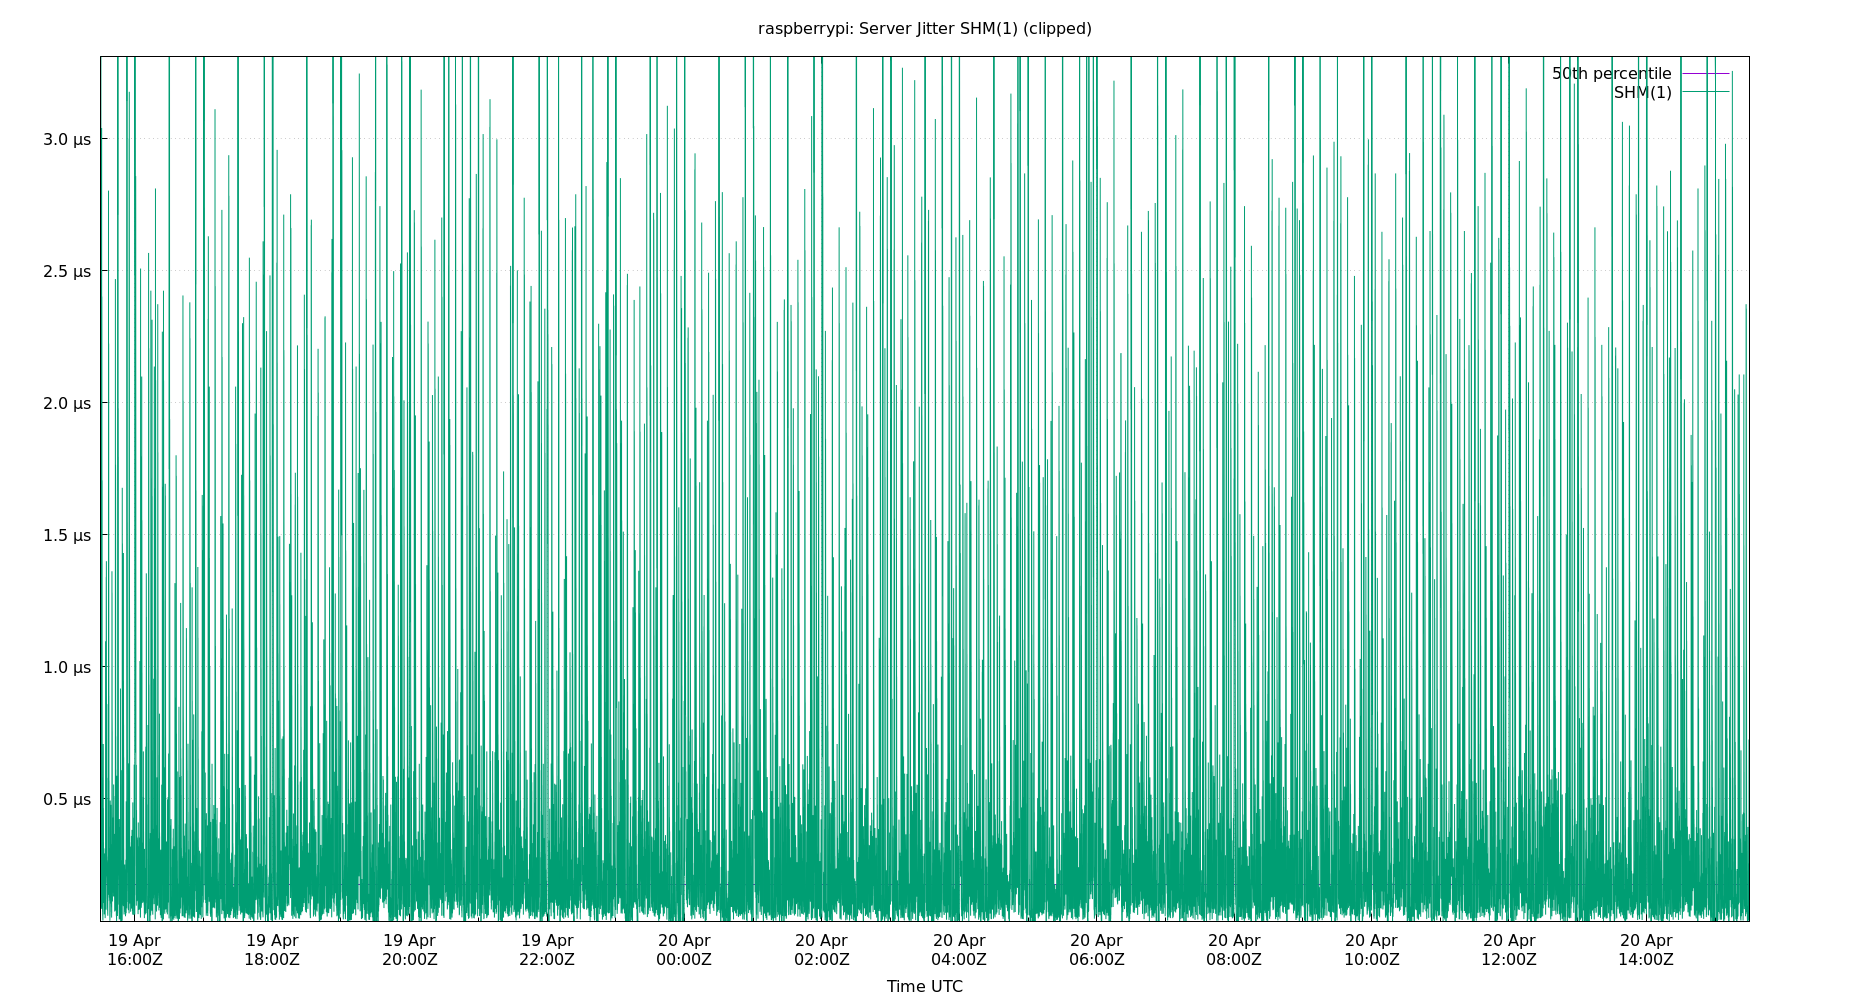 raspberrypi: Server Jitter SHM(1) (clipped)
50th percentile
SHM(1)
3.0 µs
2.5 µs
2.0 µs
1.5 µs
1.0 µs
0.5 µs
19 Apr 19 Apr 19 Apr 19 Apr 20 Apr 20 Apr 20 Apr 20 Apr 20 Apr 20 Apr 20 Apr 20 Apr
16:00Z 18:00Z 20:00Z 22:00Z 00:00Z 02:00Z 04:00Z 06:00Z 08:00Z 10:00Z 12:00Z 14:00Z
Time UTC